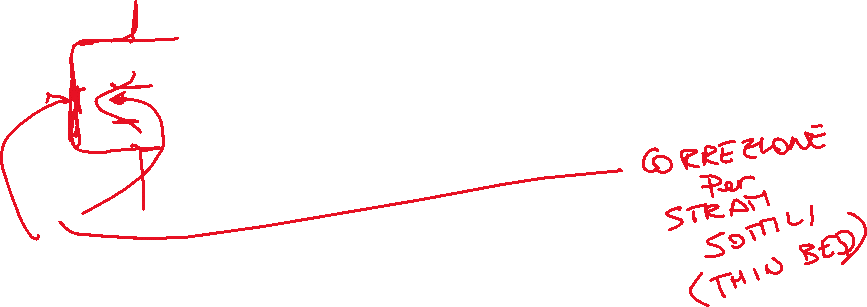 CORREZIONE
Per
STRATI
SOTTILI
(THIN BED)